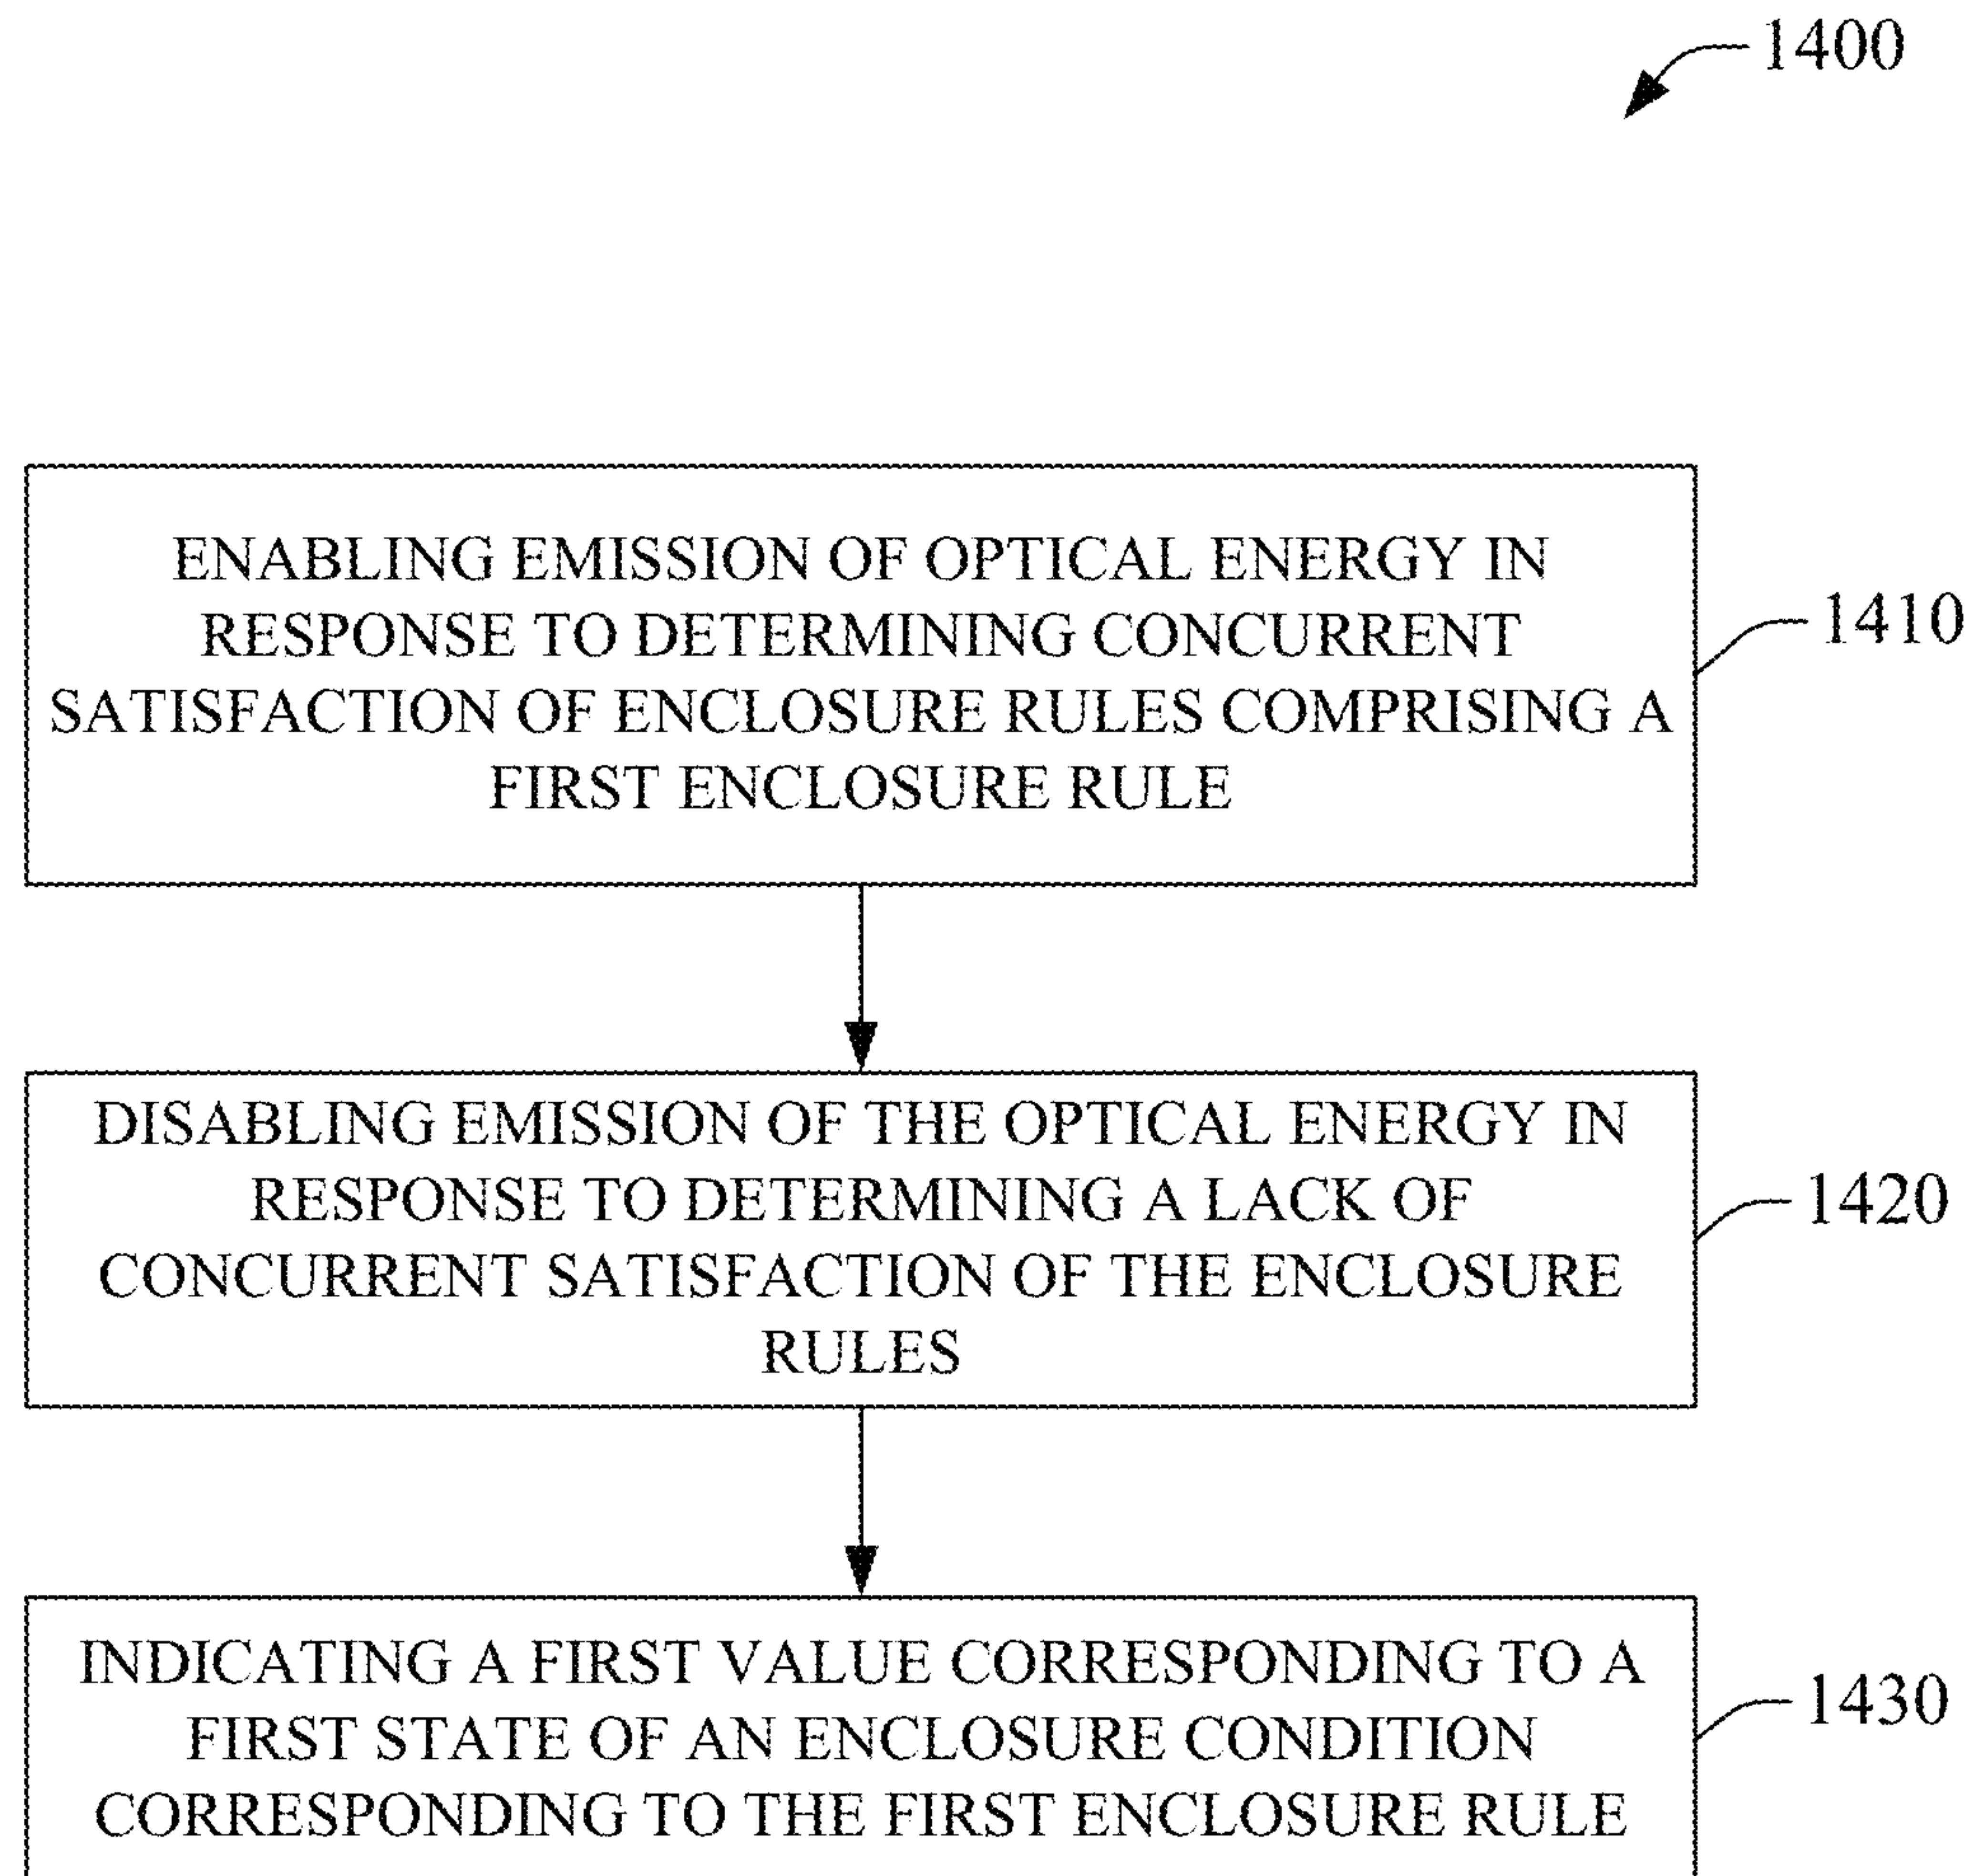 1400
ENABLING EMISSION OF OPTICAL ENERGY IN
RESPONSE TO DETERMINING CONCURRENT
SATISFACTION OF ENCLOSURE RULES COMPRISING A
FIRST ENCLOSURE RULE
1410
DISABLING EMISSION OF THE OPTICAL ENERGY IN
RESPONSE TO DETERMINING A LACK OF
CONCURRENT SATISFACTION OF THE ENCLOSURE
RULES
1420
INDICATING A FIRST VALUE CORRESPONDING TO A
FIRST STATE OF AN ENCLOSURE CONDITION
CORRESPONDING TO THE FIRST ENCLOSURE RULE
1430